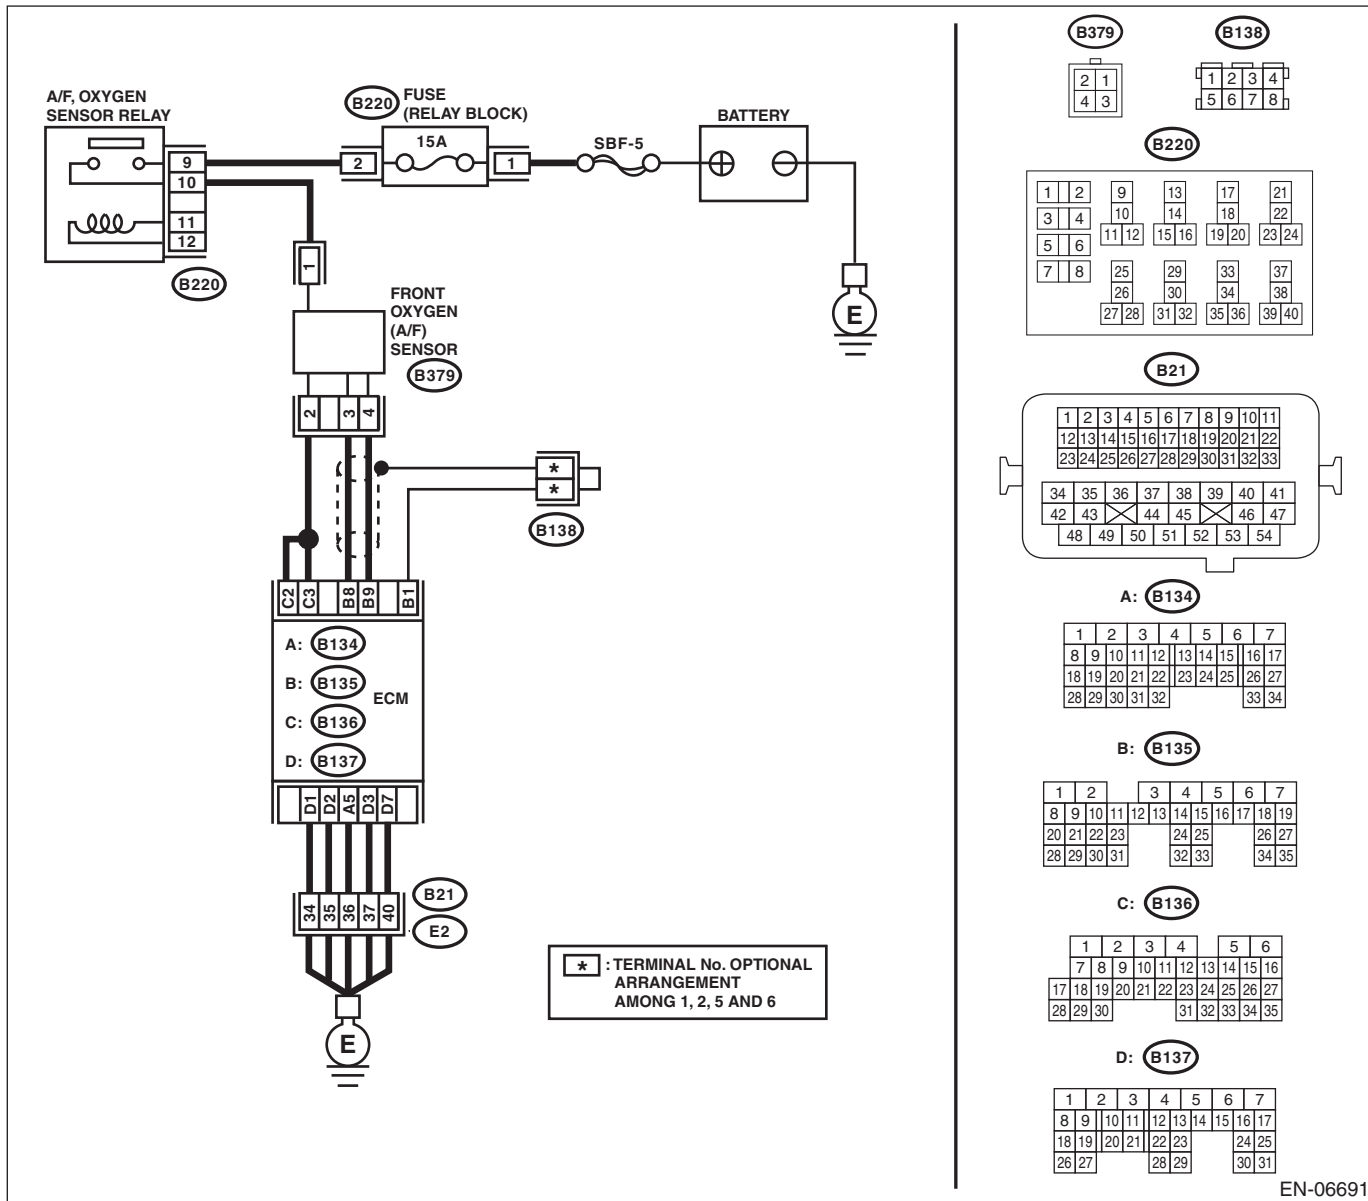 A/F, OXYGEN
SENSOR RELAY
9
10
11
12
B220
B220
FUSE
(RELAY BLOCK)
2
15A
1
SBF-5
BATTERY
E
1
FRONT
OXYGEN
(A/F)
SENSOR
B379
2 3 4
*
*
B138
C2 C3 B8 B9 B1
A: B134
B: B135
C: B136
D: B137
ECM
D1 D2 A5 D3 D7
34 35 36 37 40
B21
E2
E
* : TERMINAL No. OPTIONAL
ARRANGEMENT
AMONG 1, 2, 5 AND 6
B379
2 1
4 3
B138
1 2 3 4
5 6 7 8
B220
1 2 9 13 17 21
3 4 10 14 18 22
11 12 15 16 19 20 23 24
5 6
7 8 25 29 33 37
26 30 34 38
27 28 31 32 35 36 39 40
B21
1 2 3 4 5 6 7 8 9 10 11
12 13 14 15 16 17 18 19 20 21 22
23 24 25 26 27 28 29 30 31 32 33
34 35 36 37 38 39 40 41
42 43 44 45 46 47
48 49 50 51 52 53 54
A: B134
1 2 3 4 5 6 7
8 9 10 11 12 13 14 15 16 17
18 19 20 21 22 23 24 25 26 27
28 29 30 31 32 33 34
B: B135
1 2 3 4 5 6 7
8 9 10 11 12 13 14 15 16 17 18 19
20 21 22 23 24 25 26 27
28 29 30 31 32 33 34 35
C: B136
1 2 3 4 5 6
7 8 9 10 11 12 13 14 15 16
17 18 19 20 21 22 23 24 25 26 27
28 29 30 31 32 33 34 35
D: B137
1 2 3 4 5 6 7
8 9 10 11 12 13 14 15 16 17
18 19 20 21 22 23 24 25
26 27 28 29 30 31
EN-06691